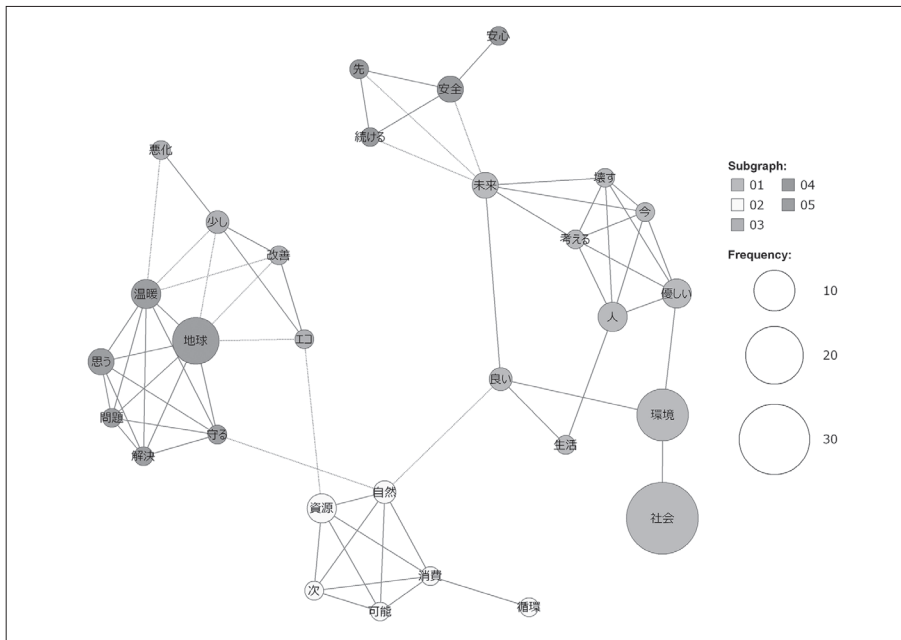 安心
先
安全
続ける
悪化
未来
壊す
少し
今
考える
改善
温暖
優しい
人
地球
エコ
思う
良い
問題
環境
守る
生活
解決
自然
資源
社会
消費
次
可能
循環
Subgraph:
01 04
02 05
03
Frequency:
10
20
30